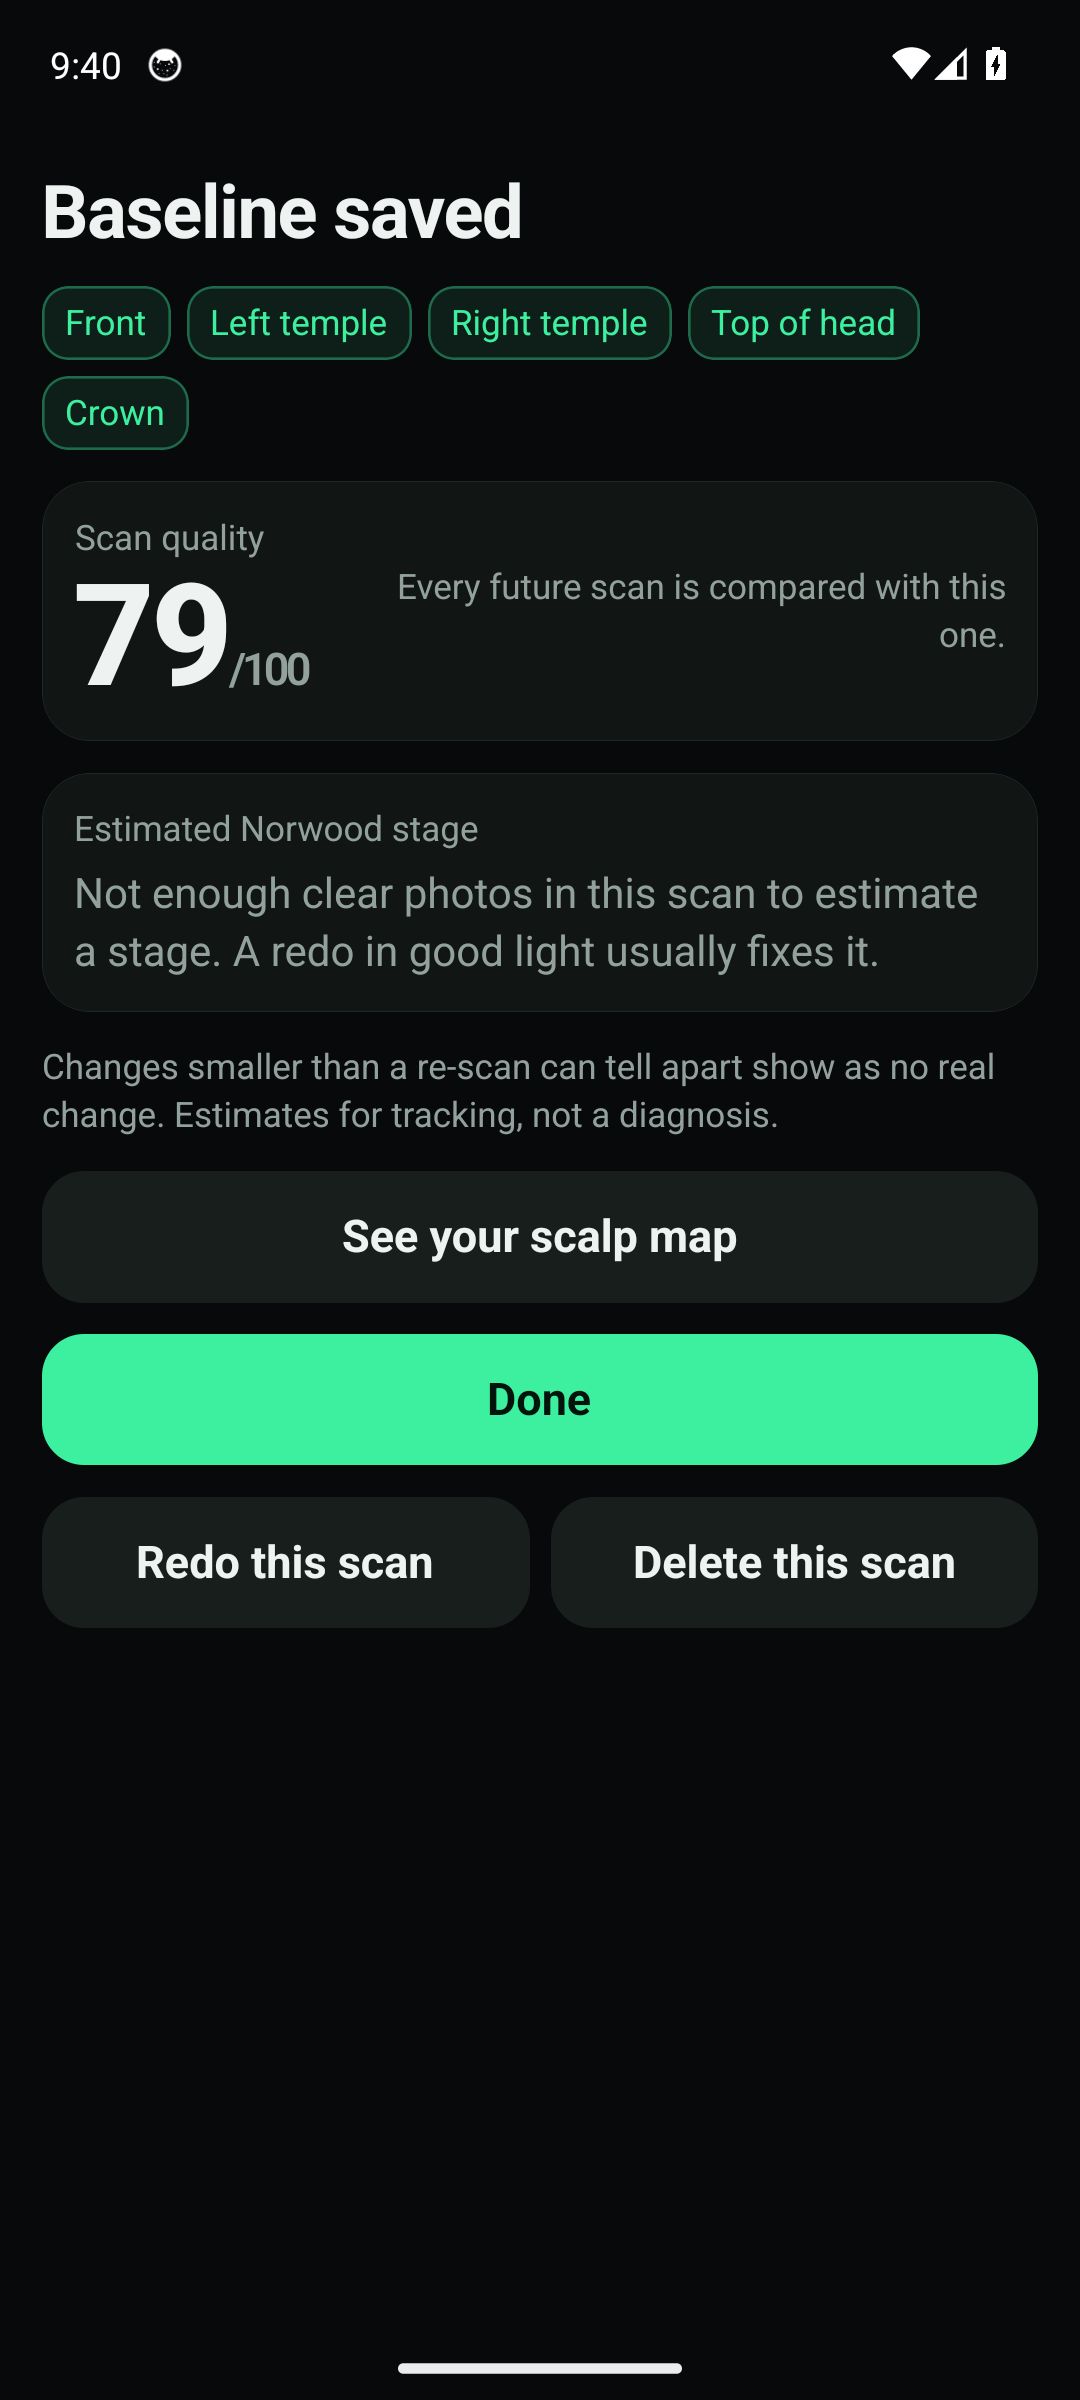 9:40
Baseline saved
Front
Left temple
Right temple
Top of head
Crown
Scan quality
79/100
Every future scan is compared with this
one.
Estimated Norwood stage
Not enough clear photos in this scan to estimate
a stage. A redo in good light usually fixes it.
Changes smaller than a re-scan can tell apart show as no real
change. Estimates for tracking, not a diagnosis.
See your scalp map
Done
Redo this scan
Delete this scan